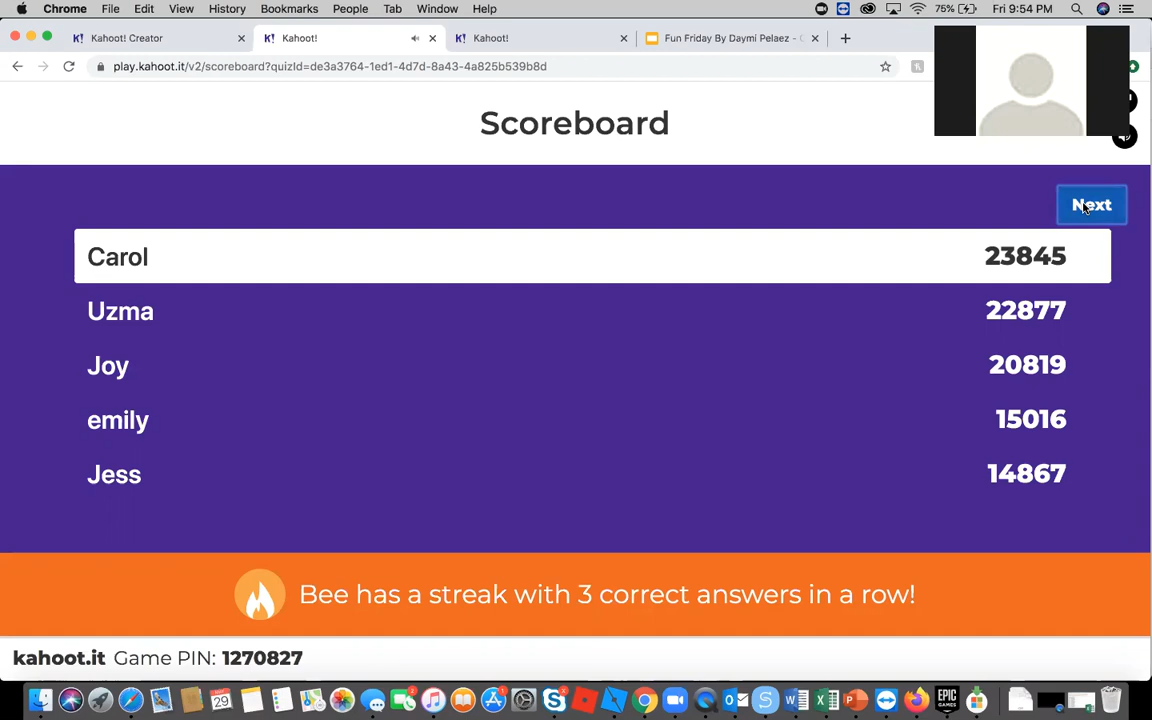 Chrome File Edit View History Bookmarks People Tab Window Help 75% Fri 9:54 PM
K! Kahoot! Creator K! Kahoot! K! Kahoot! Fun Friday By Daymi Pelaez - G
play.kahoot.it/v2/scoreboard?quizId=de3a3764-1ed1-4d7d-8a43-4a825b539b8d
Scoreboard
Next
Carol 23845
Uzma 22877
Joy 20819
emily 15016
Jess 14867
Bee has a streak with 3 correct answers in a row!
kahoot.it Game PIN: 1270827